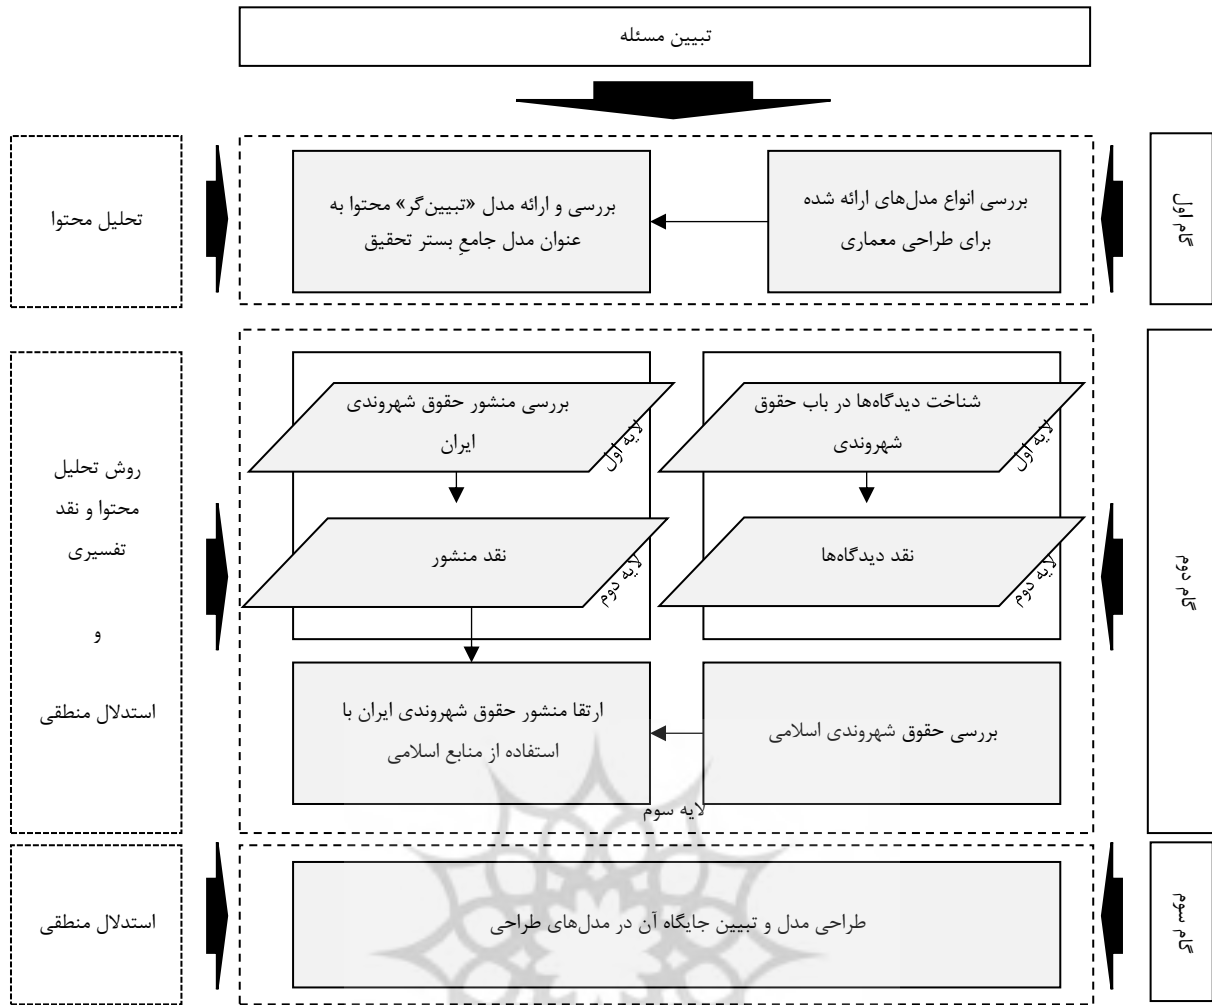 تبیین مسئله
گام اول
بررسی انواع مدل‌های ارائه شده
برای طراحی معماری
بررسی و ارائه مدل «تبیین‌گر» محتوا به
عنوان مدل جامعِ بستر تحقیق
تحلیل محتوا
گام دوم
شناخت دیدگاه‌ها در باب حقوق
شهروندی
لایه اول
نقد دیدگاه‌ها
لایه دوم
بررسی منشور حقوق شهروندی
ایران
لایه اول
نقد منشور
لایه دوم
بررسی حقوق شهروندی اسلامی
ارتقا منشور حقوق شهروندی ایران با
استفاده از منابع اسلامی
لایه سوم
روش تحلیل
محتوا و نقد
تفسیری
و
استدلال منطقی
گام سوم
طراحی مدل و تبیین جایگاه آن در مدل‌های طراحی
استدلال منطقی